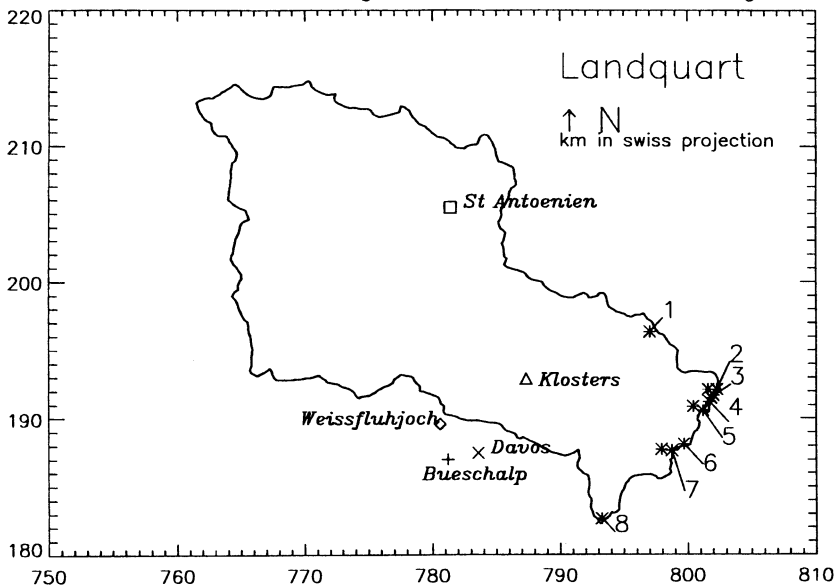 220
Landquart
↑ N
km in swiss projection
210
St Antoenien
200
1
2
3
Klosters
4
190
Weissfluhjoch
5
Davos
6
Bueschalp
7
8
180
750 760 770 780 790 800 810